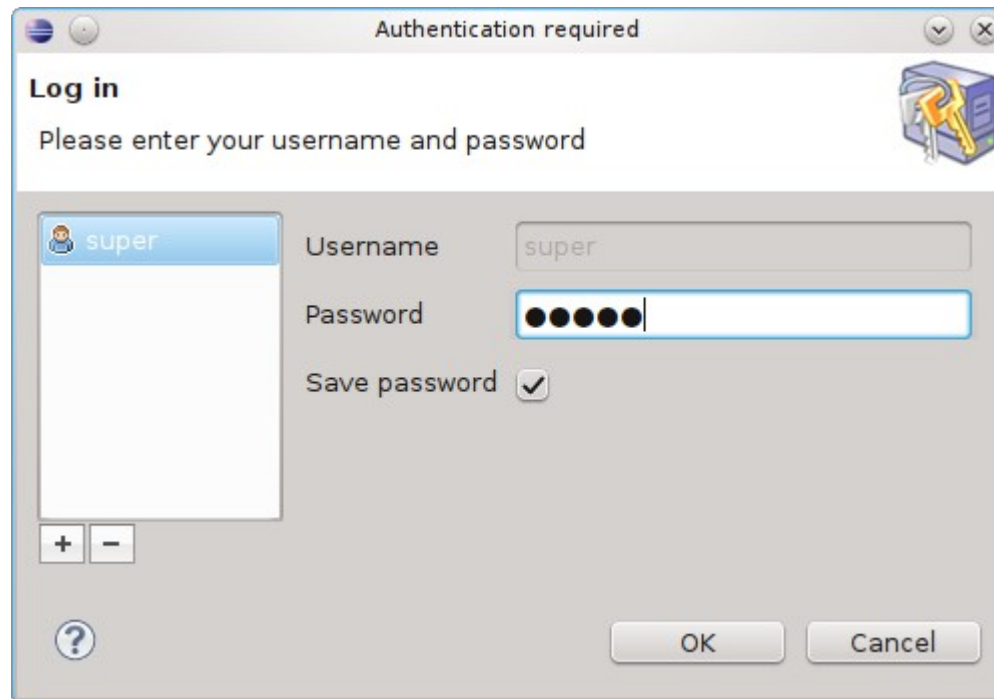 Authentication required
Log in
Please enter your username and password
super
Username super
Password ●●●●●
Save password
+ −
?
OK Cancel